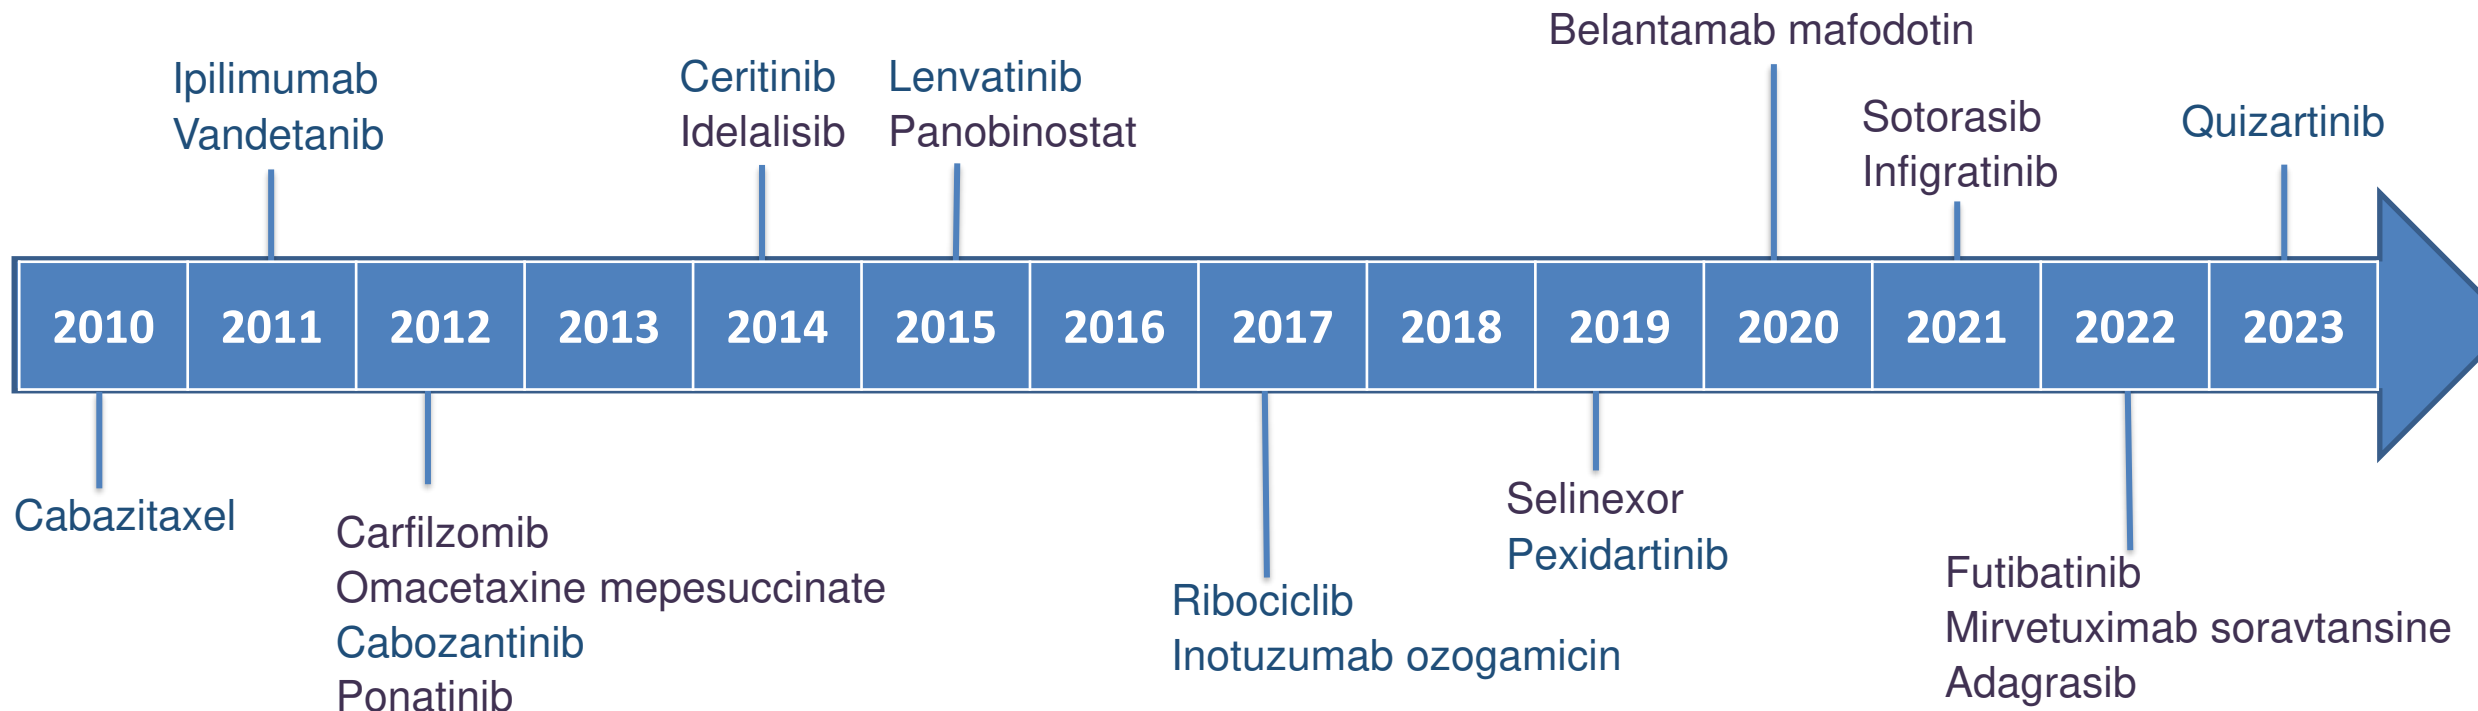 Belantamab mafodotin
Ipilimumab
Vandetanib
Ceritinib
Idelalisib
Lenvatinib
Panobinostat
Sotorasib
Infigratinib
Quizartinib
2010 2011 2012 2013 2014 2015 2016 2017 2018 2019 2020 2021 2022 2023
Cabazitaxel
Carfilzomib
Omacetaxine mepesuccinate
Cabozantinib
Ponatinib
Ribociclib
Inotuzumab ozogamicin
Selinexor
Pexidartinib
Futibatinib
Mirvetuximab soravtansine
Adagrasib